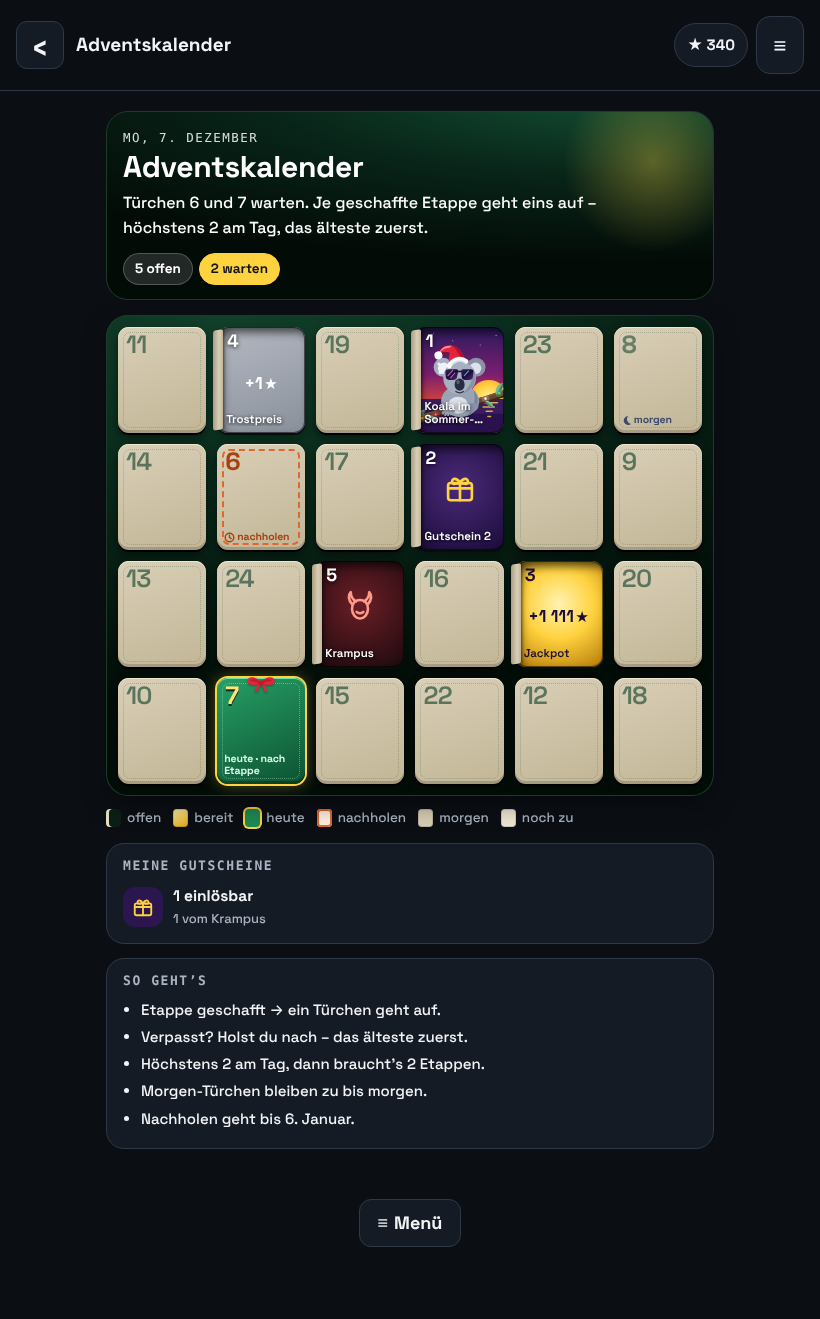 <
Adventskalender
★ 340
≡
MO, 7. DEZEMBER
Adventskalender
Türchen 6 und 7 warten. Je geschaffte Etappe geht eins auf –
höchstens 2 am Tag, das älteste zuerst.
5 offen
2 warten
11
4
+1★
Trostpreis
19
1
Koala im
Sommer-…
23
8
morgen
14
6
nachholen
17
2
Gutschein 2
21
9
13
24
5
Krampus
16
3
+1 111★
Jackpot
20
10
7
heute · nach
Etappe
15
22
12
18
offen
bereit
heute
nachholen
morgen
noch zu
MEINE GUTSCHEINE
1 einlösbar
1 vom Krampus
SO GEHT’S
• Etappe geschafft → ein Türchen geht auf.
• Verpasst? Holst du nach – das älteste zuerst.
• Höchstens 2 am Tag, dann braucht’s 2 Etappen.
• Morgen-Türchen bleiben zu bis morgen.
• Nachholen geht bis 6. Januar.
≡ Menü